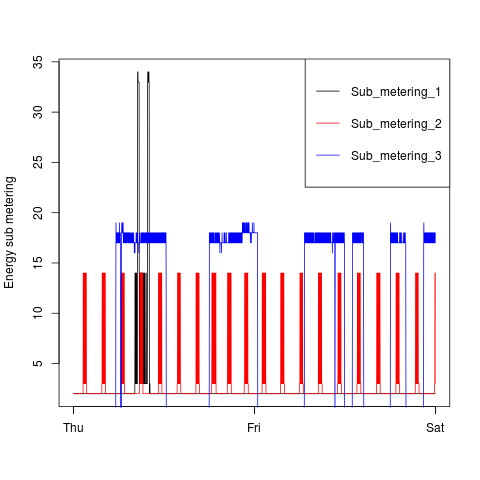 Energy sub metering
35
30
25
20
15
10
5
Sub_metering_1
Sub_metering_2
Sub_metering_3
Thu Fri Sat